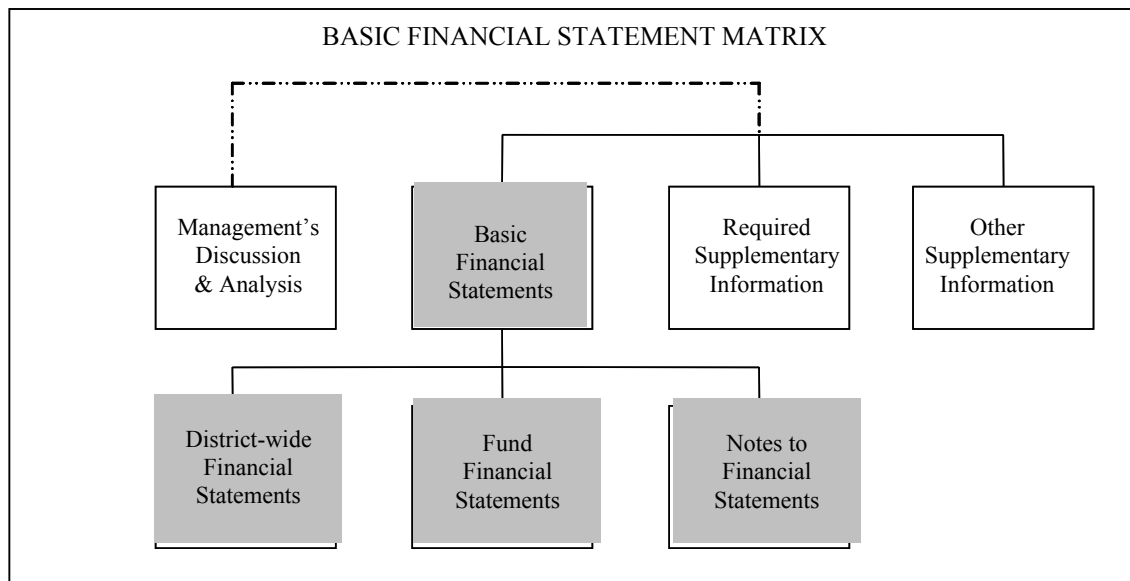 BASIC FINANCIAL STATEMENT MATRIX
Management’s
Discussion
& Analysis
Basic
Financial
Statements
Required
Supplementary
Information
Other
Supplementary
Information
District-wide
Financial
Statements
Fund
Financial
Statements
Notes to
Financial
Statements